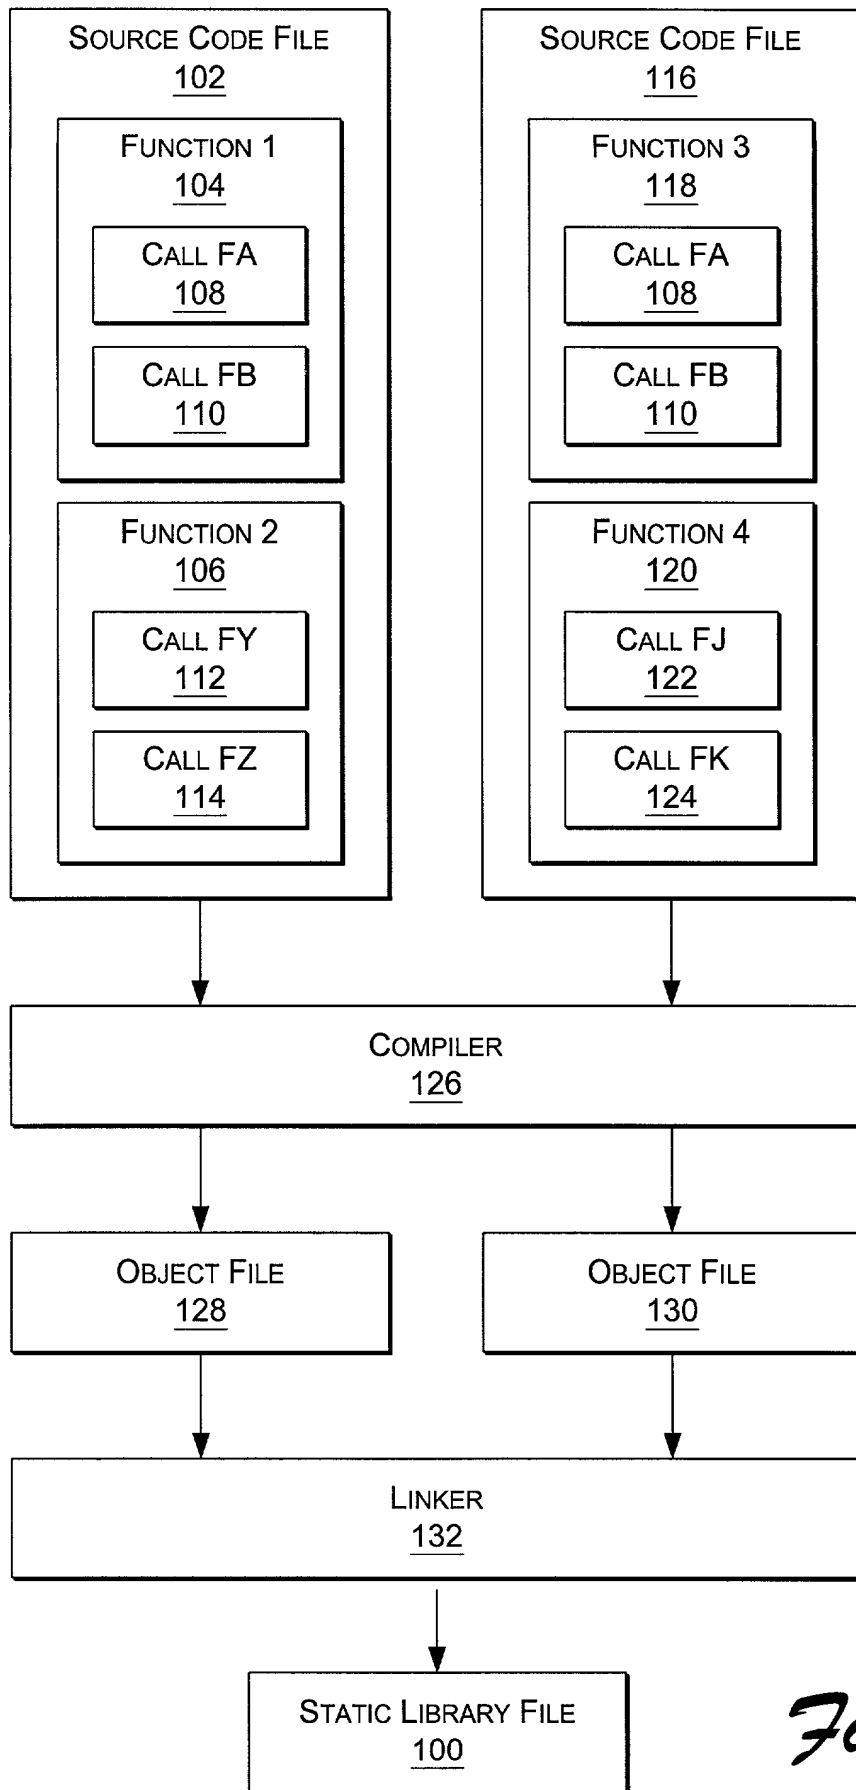 SOURCE CODE FILE
102
FUNCTION 1
104
CALL FA
108
CALL FB
110
FUNCTION 2
106
CALL FY
112
CALL FZ
114
SOURCE CODE FILE
116
FUNCTION 3
118
CALL FA
108
CALL FB
110
FUNCTION 4
120
CALL FJ
122
CALL FK
124
COMPILER
126
OBJECT FILE
128
OBJECT FILE
130
LINKER
132
STATIC LIBRARY FILE
100